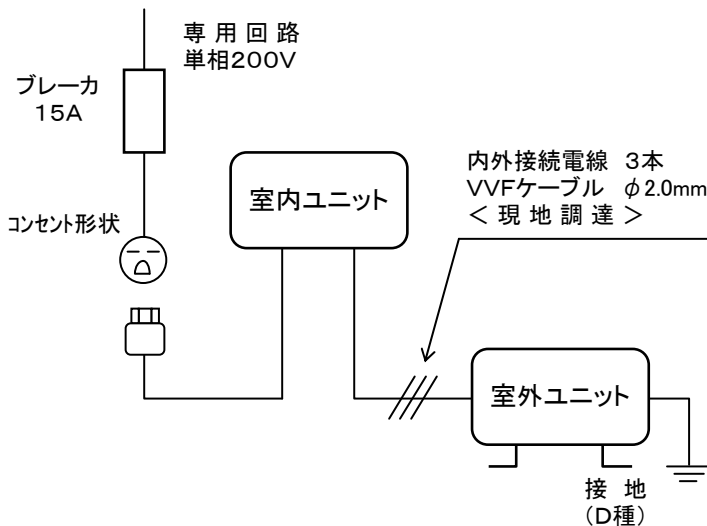 専用回路
単相200V
ブレーカ
15A
コンセント形状
室内ユニット
内外接続電線 3本
VVFケーブル φ2.0mm
<現地調達>
室外ユニット
接地
(D種)